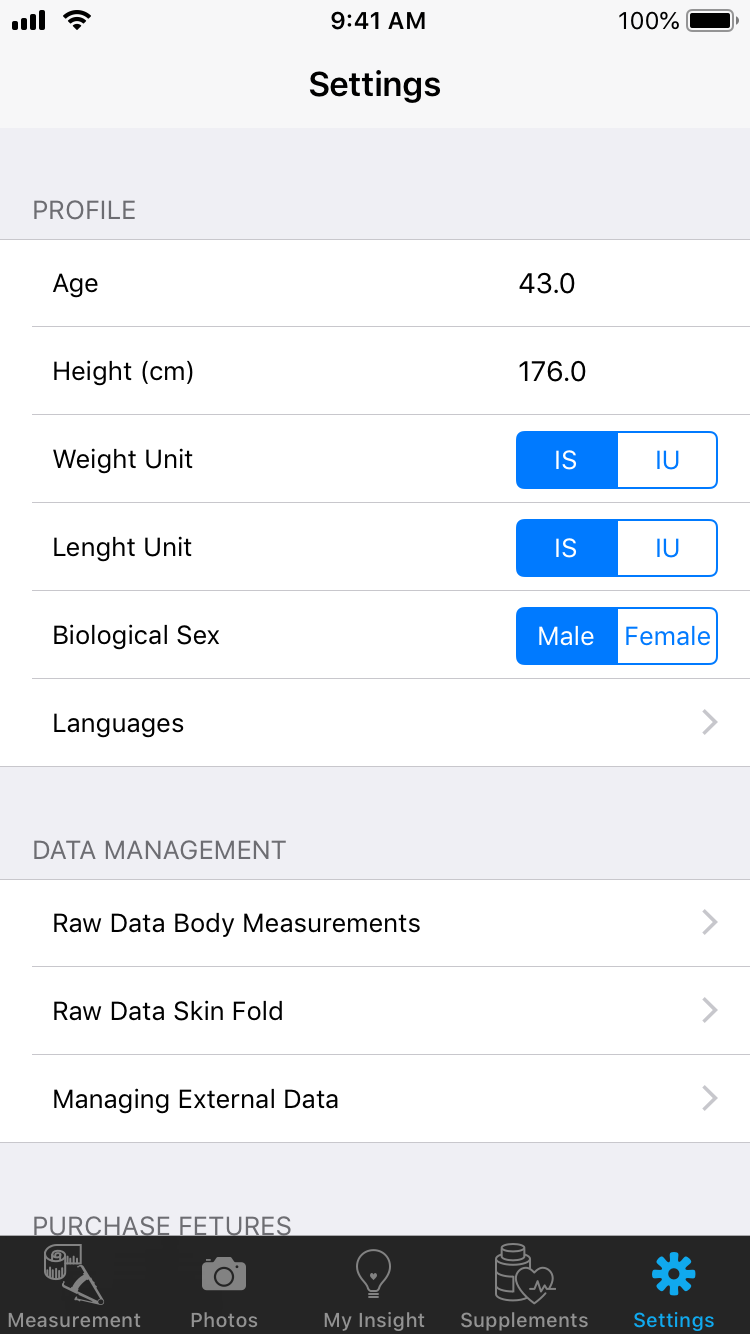 9:41 AM 100%
Settings
PROFILE
Age 43.0
Height (cm) 176.0
Weight Unit IS IU
Lenght Unit IS IU
Biological Sex Male Female
Languages
DATA MANAGEMENT
Raw Data Body Measurements
Raw Data Skin Fold
Managing External Data
PURCHASE FETURES
Measurement Photos My Insight Supplements Settings